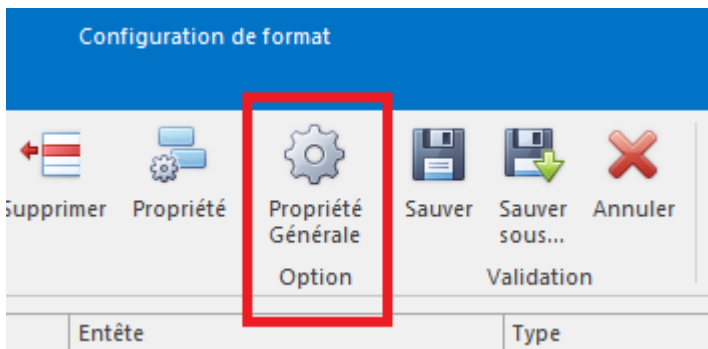 Configuration de format
Supprimer Propriété Propriété Sauver Sauver Annuler
Générale sous...
Option Validation
Entête Type